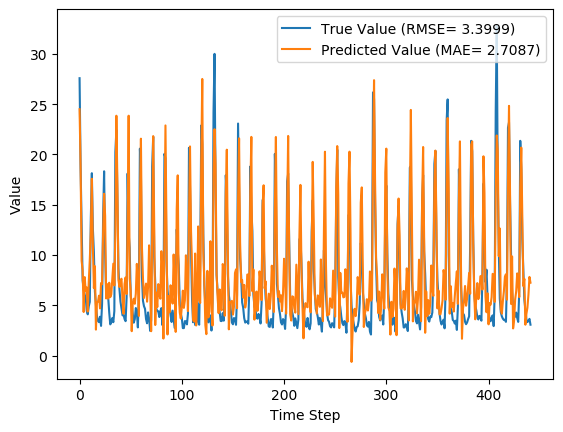 True Value (RMSE= 3.3999)
Predicted Value (MAE= 2.7087)
30
25
20
15
10
5
0
Value
0 100 200 300 400
Time Step